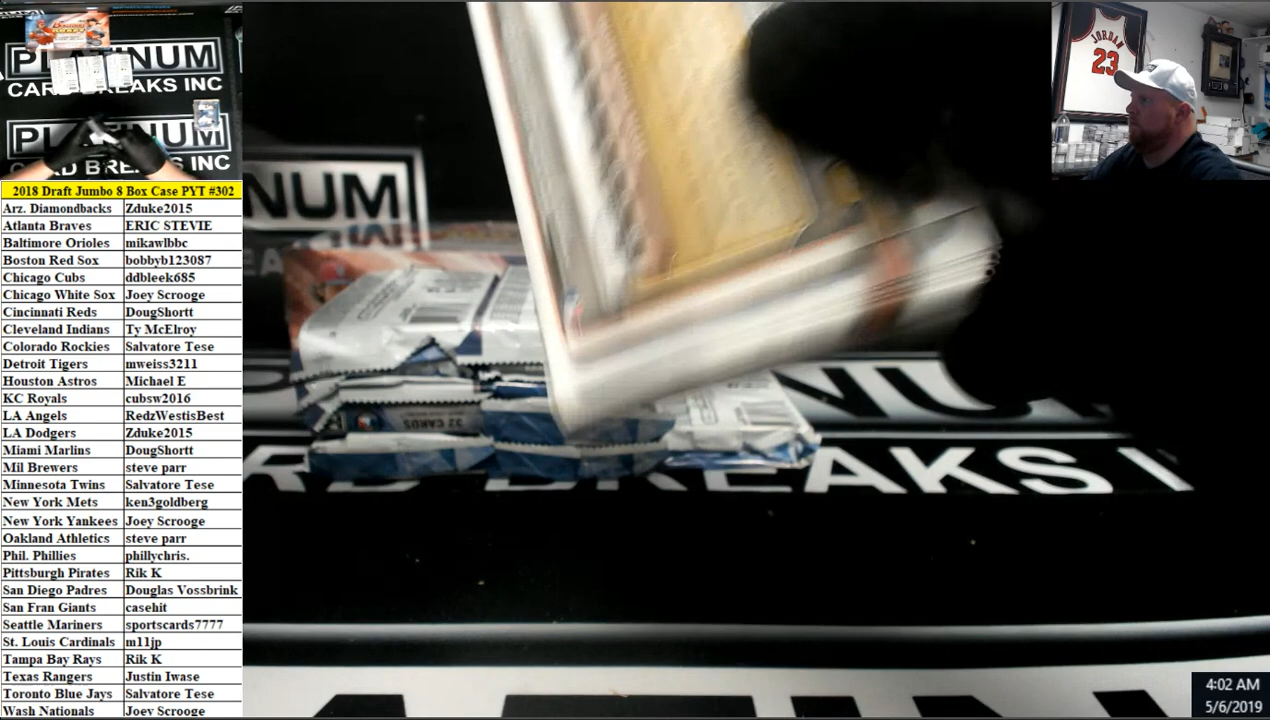 PLATINUM
CARD BREAKS INC
PLATINUM
CARD BREAKS INC
2018 Draft Jumbo 8 Box Case PYT #302
Arz. Diamondbacks Zduke2015
Atlanta Braves ERIC STEVIE
Baltimore Orioles mikawlbbc
Boston Red Sox bobbyb123087
Chicago Cubs ddbleek685
Chicago White Sox Joey Scrooge
Cincinnati Reds DougShortt
Cleveland Indians Ty McElroy
Colorado Rockies Salvatore Tese
Detroit Tigers mweiss3211
Houston Astros Michael E
KC Royals cubsw2016
LA Angels RedzWestisBest
LA Dodgers Zduke2015
Miami Marlins DougShortt
Mil Brewers steve parr
Minnesota Twins Salvatore Tese
New York Mets ken3goldberg
New York Yankees Joey Scrooge
Oakland Athletics steve parr
Phil. Phillies phillychris.
Pittsburgh Pirates Rik K
San Diego Padres Douglas Vossbrink
San Fran Giants casehit
Seattle Mariners sportscards7777
St. Louis Cardinals m11jp
Tampa Bay Rays Rik K
Texas Rangers Justin Iwase
Toronto Blue Jays Salvatore Tese
Wash Nationals Joey Scrooge
NUM
32 CARDS
NUM
RD BREAKS I
JORDAN
23
4:02 AM
5/6/2019